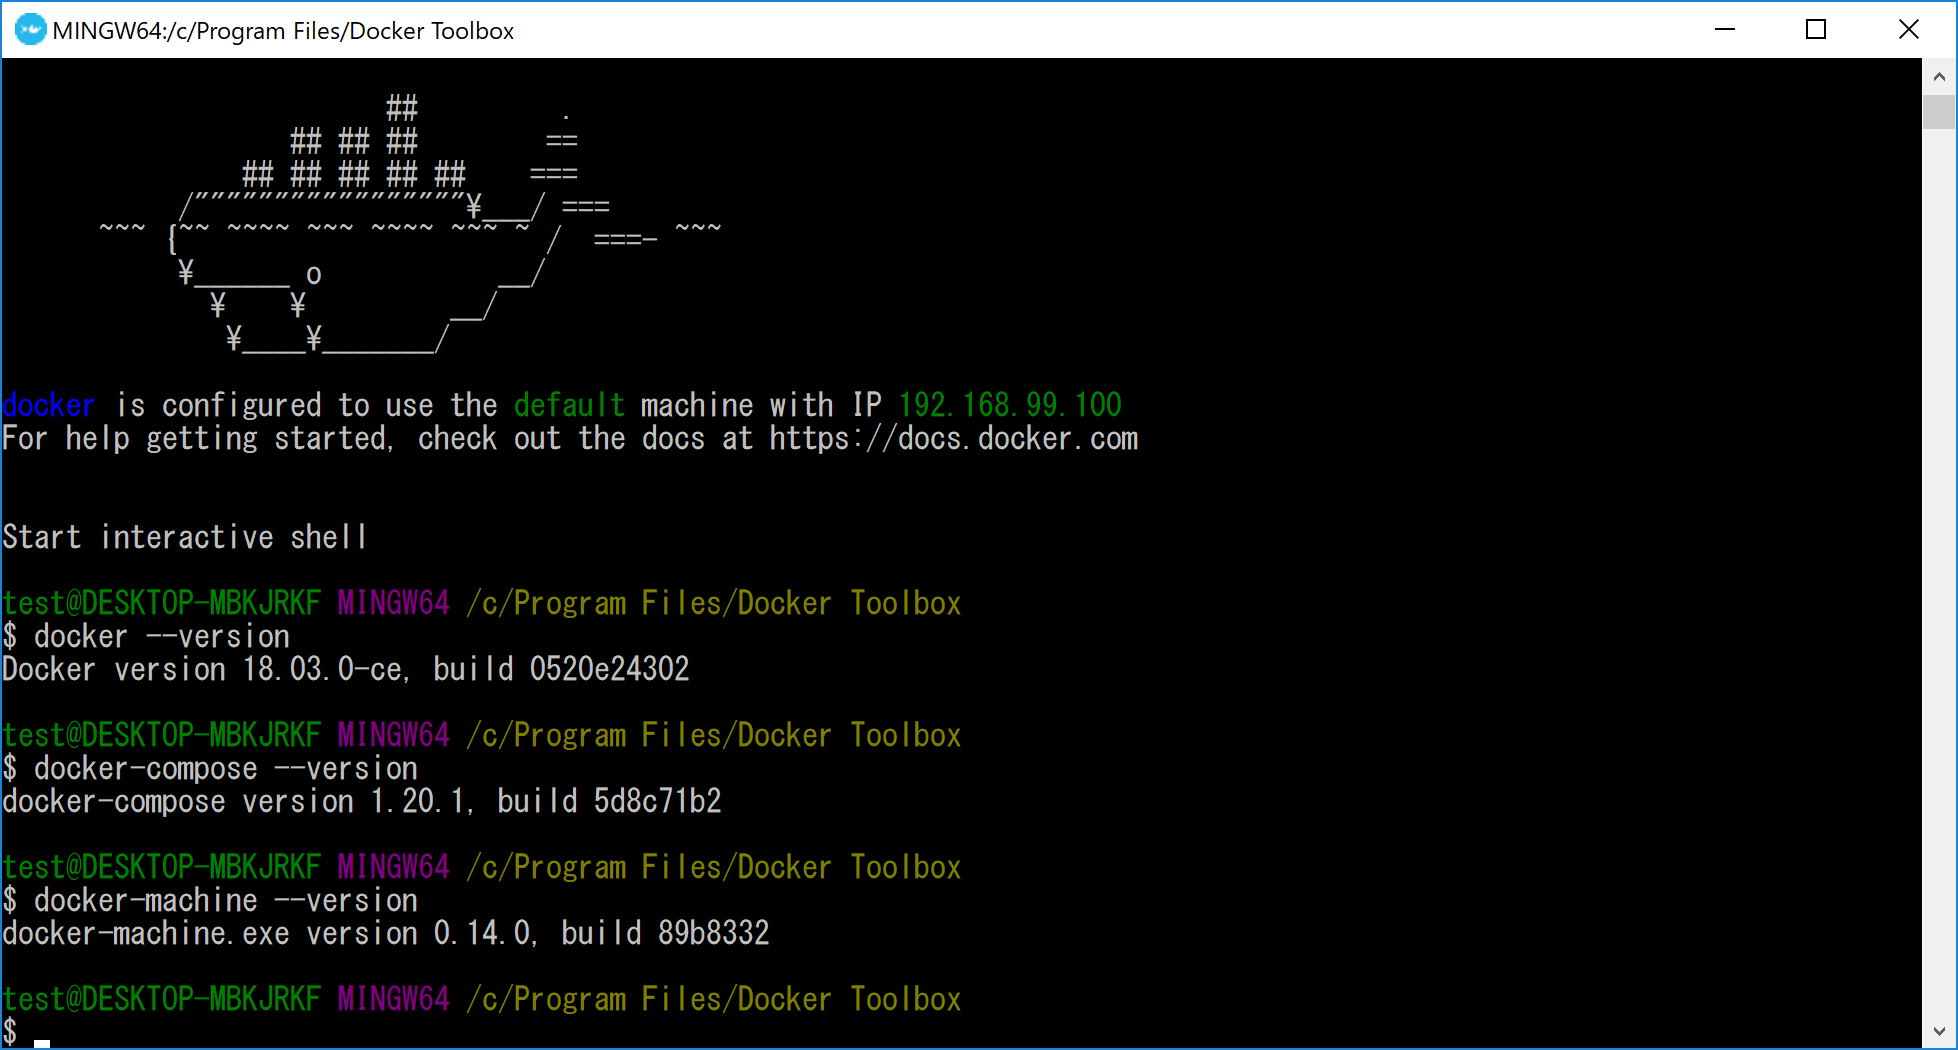 MINGW64:/c/Program Files/Docker Toolbox
                        ##         .
                  ## ## ##        ==
               ## ## ## ## ##    ===
           /"""""""""""""""""¥___/ ===
      ~~~ {~~ ~~~~ ~~~ ~~~~ ~~~ ~ /  ===- ~~~
           ¥______ o           __/
             ¥    ¥         __/
              ¥____¥_______/
docker is configured to use the default machine with IP 192.168.99.100
For help getting started, check out the docs at https://docs.docker.com
Start interactive shell
test@DESKTOP-MBKJRKF MINGW64 /c/Program Files/Docker Toolbox
$ docker --version
Docker version 18.03.0-ce, build 0520e24302
test@DESKTOP-MBKJRKF MINGW64 /c/Program Files/Docker Toolbox
$ docker-compose --version
docker-compose version 1.20.1, build 5d8c71b2
test@DESKTOP-MBKJRKF MINGW64 /c/Program Files/Docker Toolbox
$ docker-machine --version
docker-machine.exe version 0.14.0, build 89b8332
test@DESKTOP-MBKJRKF MINGW64 /c/Program Files/Docker Toolbox
$